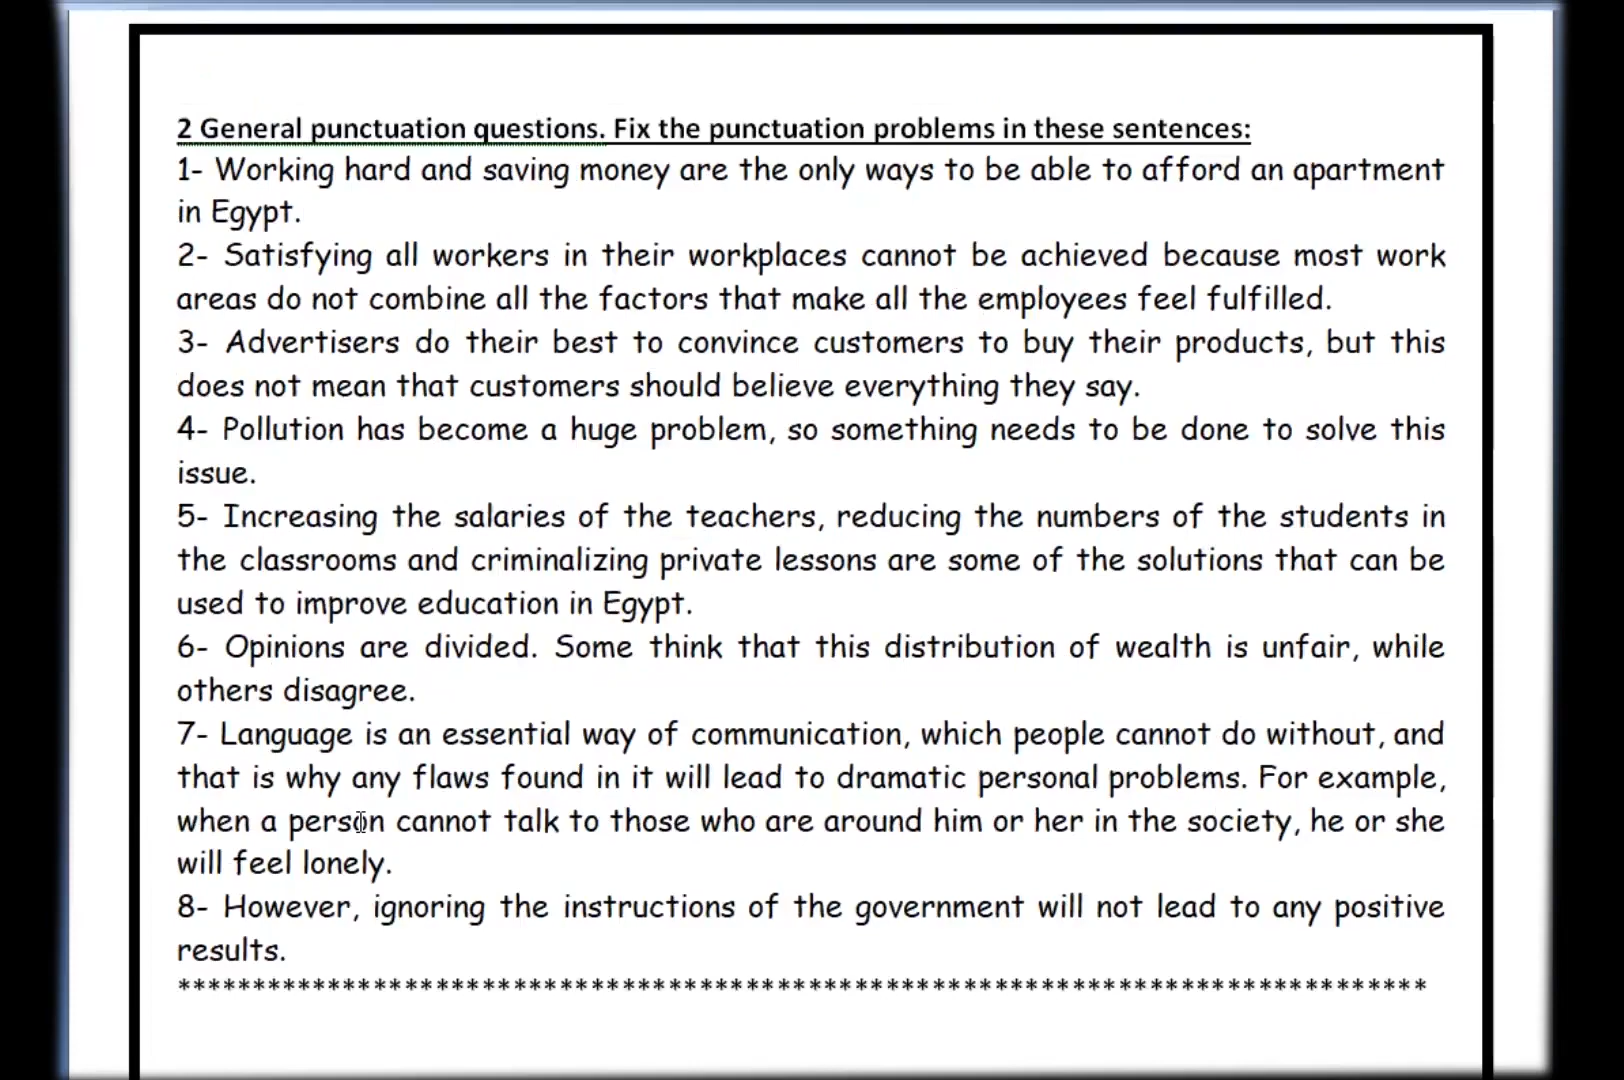 2 General punctuation questions. Fix the punctuation problems in these sentences:
1- Working hard and saving money are the only ways to be able to afford an apartment
in Egypt.
2- Satisfying all workers in their workplaces cannot be achieved because most work
areas do not combine all the factors that make all the employees feel fulfilled.
3- Advertisers do their best to convince customers to buy their products, but this
does not mean that customers should believe everything they say.
4- Pollution has become a huge problem, so something needs to be done to solve this
issue.
5- Increasing the salaries of the teachers, reducing the numbers of the students in
the classrooms and criminalizing private lessons are some of the solutions that can be
used to improve education in Egypt.
6- Opinions are divided. Some think that this distribution of wealth is unfair, while
others disagree.
7- Language is an essential way of communication, which people cannot do without, and
that is why any flaws found in it will lead to dramatic personal problems. For example,
when a person cannot talk to those who are around him or her in the society, he or she
will feel lonely.
8- However, ignoring the instructions of the government will not lead to any positive
results.
************************************************************************************